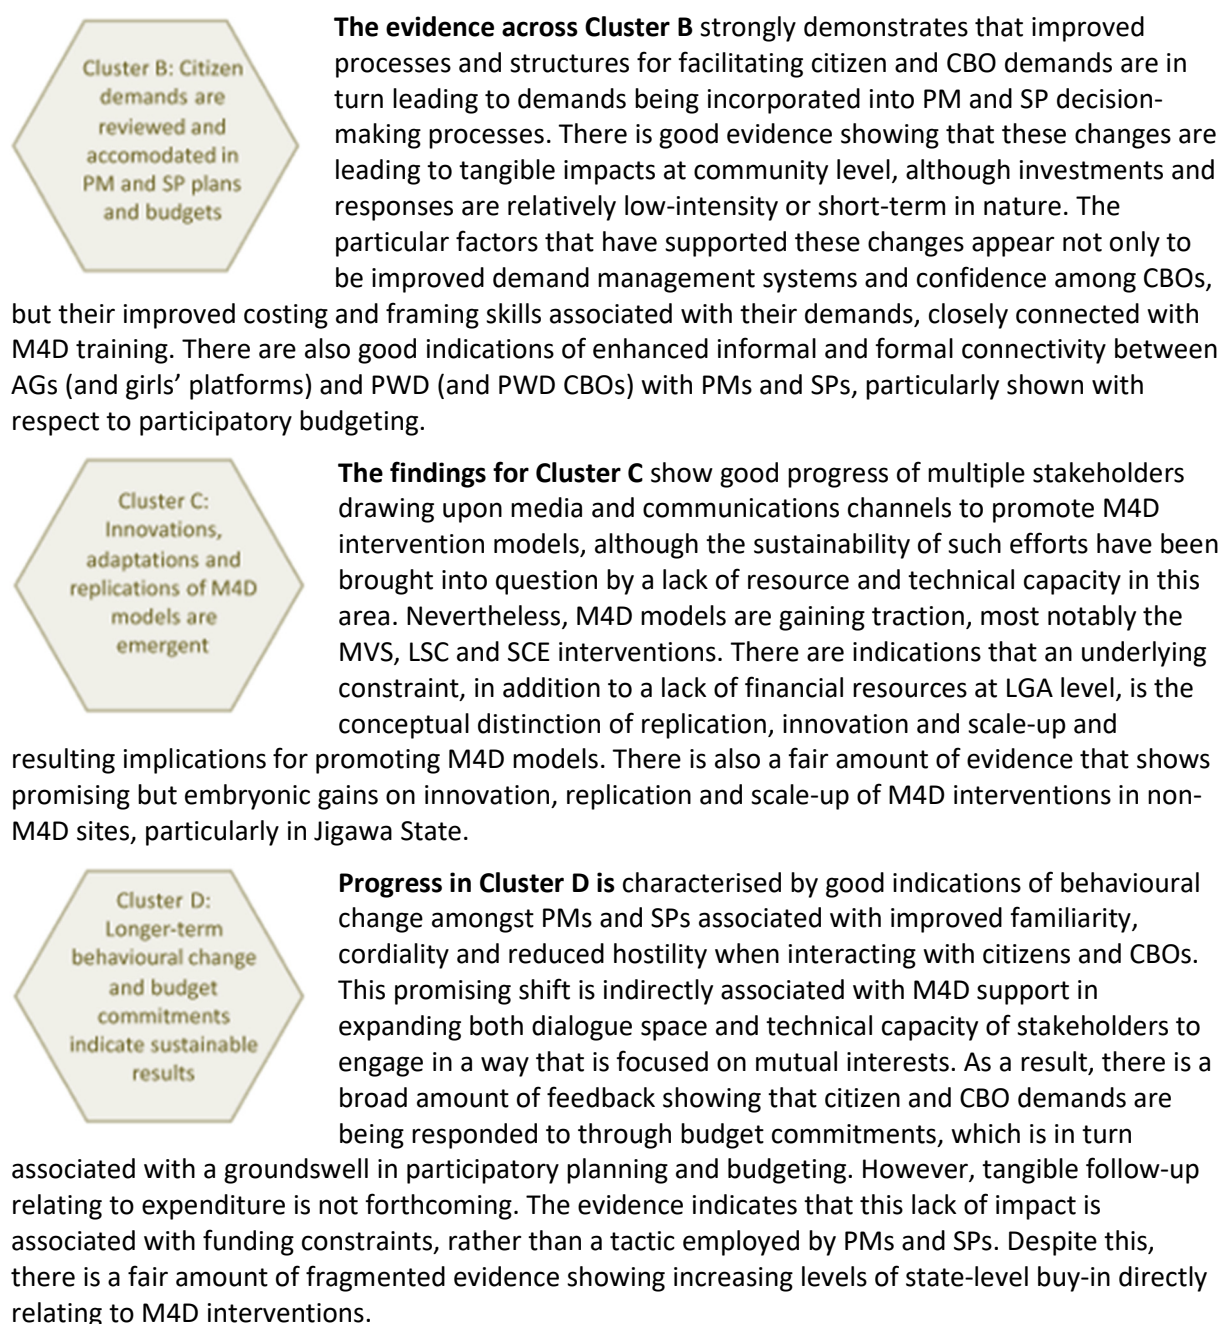 Cluster B: Citizen
demands are
reviewed and
accomodated in
PM and SP plans
and budgets
The evidence across Cluster B strongly demonstrates that improved
processes and structures for facilitating citizen and CBO demands are in
turn leading to demands being incorporated into PM and SP decision-
making processes. There is good evidence showing that these changes are
leading to tangible impacts at community level, although investments and
responses are relatively low-intensity or short-term in nature. The
particular factors that have supported these changes appear not only to
be improved demand management systems and confidence among CBOs,
but their improved costing and framing skills associated with their demands, closely connected with
M4D training. There are also good indications of enhanced informal and formal connectivity between
AGs (and girls’ platforms) and PWD (and PWD CBOs) with PMs and SPs, particularly shown with
respect to participatory budgeting.
Cluster C:
Innovations,
adaptations and
replications of M4D
models are
emergent
The findings for Cluster C show good progress of multiple stakeholders
drawing upon media and communications channels to promote M4D
intervention models, although the sustainability of such efforts have been
brought into question by a lack of resource and technical capacity in this
area. Nevertheless, M4D models are gaining traction, most notably the
MVS, LSC and SCE interventions. There are indications that an underlying
constraint, in addition to a lack of financial resources at LGA level, is the
conceptual distinction of replication, innovation and scale-up and
resulting implications for promoting M4D models. There is also a fair amount of evidence that shows
promising but embryonic gains on innovation, replication and scale-up of M4D interventions in non-
M4D sites, particularly in Jigawa State.
Cluster D:
Longer-term
behavioural change
and budget
commitments
indicate sustainable
results
Progress in Cluster D is characterised by good indications of behavioural
change amongst PMs and SPs associated with improved familiarity,
cordiality and reduced hostility when interacting with citizens and CBOs.
This promising shift is indirectly associated with M4D support in
expanding both dialogue space and technical capacity of stakeholders to
engage in a way that is focused on mutual interests. As a result, there is a
broad amount of feedback showing that citizen and CBO demands are
being responded to through budget commitments, which is in turn
associated with a groundswell in participatory planning and budgeting. However, tangible follow-up
relating to expenditure is not forthcoming. The evidence indicates that this lack of impact is
associated with funding constraints, rather than a tactic employed by PMs and SPs. Despite this,
there is a fair amount of fragmented evidence showing increasing levels of state-level buy-in directly
relating to M4D interventions.